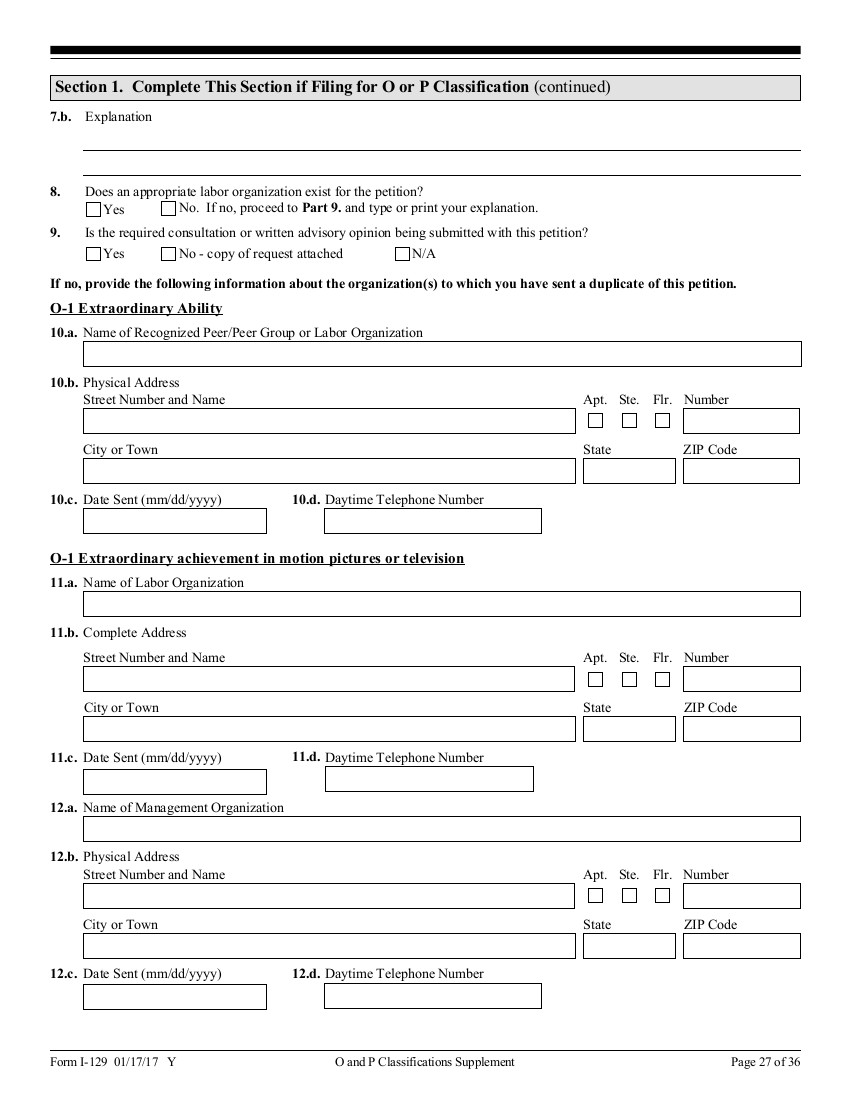 Section 1. Complete This Section if Filing for O or P Classification (continued)
7.b. Explanation
8. Does an appropriate labor organization exist for the petition?
Yes No. If no, proceed to Part 9. and type or print your explanation.
9. Is the required consultation or written advisory opinion being submitted with this petition?
Yes No - copy of request attached N/A
If no, provide the following information about the organization(s) to which you have sent a duplicate of this petition.
O-1 Extraordinary Ability
10.a. Name of Recognized Peer/Peer Group or Labor Organization
10.b. Physical Address
Street Number and Name Apt. Ste. Flr. Number
City or Town State ZIP Code
10.c. Date Sent (mm/dd/yyyy) 10.d. Daytime Telephone Number
O-1 Extraordinary achievement in motion pictures or television
11.a. Name of Labor Organization
11.b. Complete Address
Street Number and Name Apt. Ste. Flr. Number
City or Town State ZIP Code
11.c. Date Sent (mm/dd/yyyy) 11.d. Daytime Telephone Number
12.a. Name of Management Organization
12.b. Physical Address
Street Number and Name Apt. Ste. Flr. Number
City or Town State ZIP Code
12.c. Date Sent (mm/dd/yyyy) 12.d. Daytime Telephone Number
Form I-129 01/17/17 Y O and P Classifications Supplement Page 27 of 36